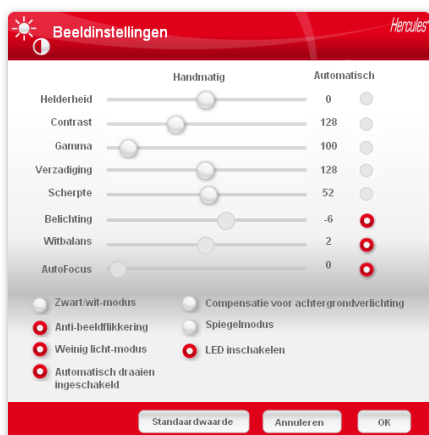 Beeldinstellingen
Hercules®
Handmatig Automatisch
Helderheid 0
Contrast 128
Gamma 100
Verzadiging 128
Scherpte 52
Belichting -6
Witbalans 2
AutoFocus 0
Zwart/wit-modus Compensatie voor achtergrondverlichting
Anti-beeldflikkering Spiegelmodus
Weinig licht-modus LED inschakelen
Automatisch draaien
ingeschakeld
Standaardwaarde Annuleren OK